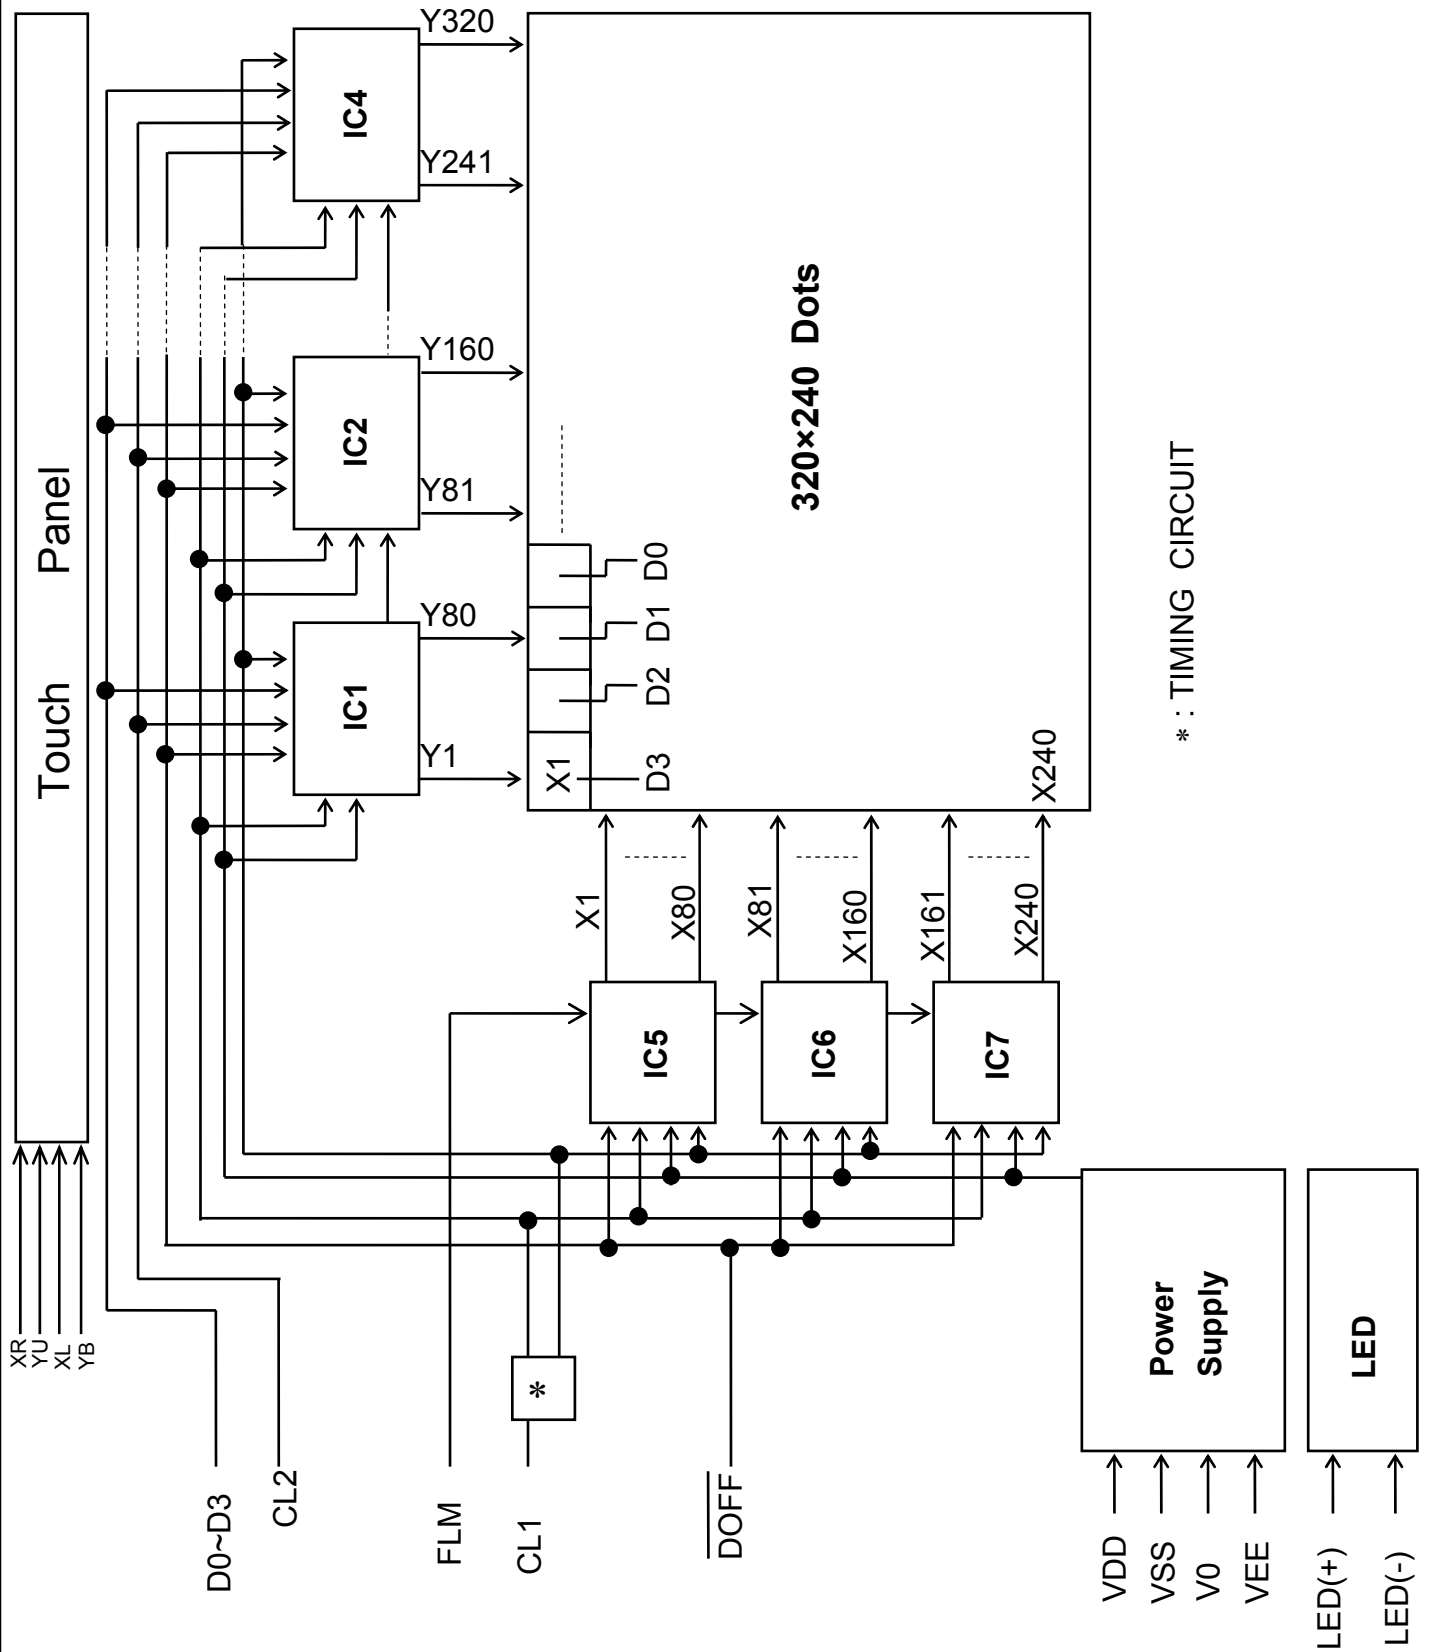 Touch Panel
XR
YU
XL
YB
IC4
Y320
Y241
IC2
Y160
Y81
IC1
Y80
Y1
320×240 Dots
D0
D1
D2
D3
X1
X240
* : TIMING CIRCUIT
X1
X80
X81
X160
X161
X240
IC5
IC6
IC7
*
D0~D3
CL2
FLM
CL1
DOFF
Power
Supply
LED
VDD
VSS
V0
VEE
LED(+)
LED(-)